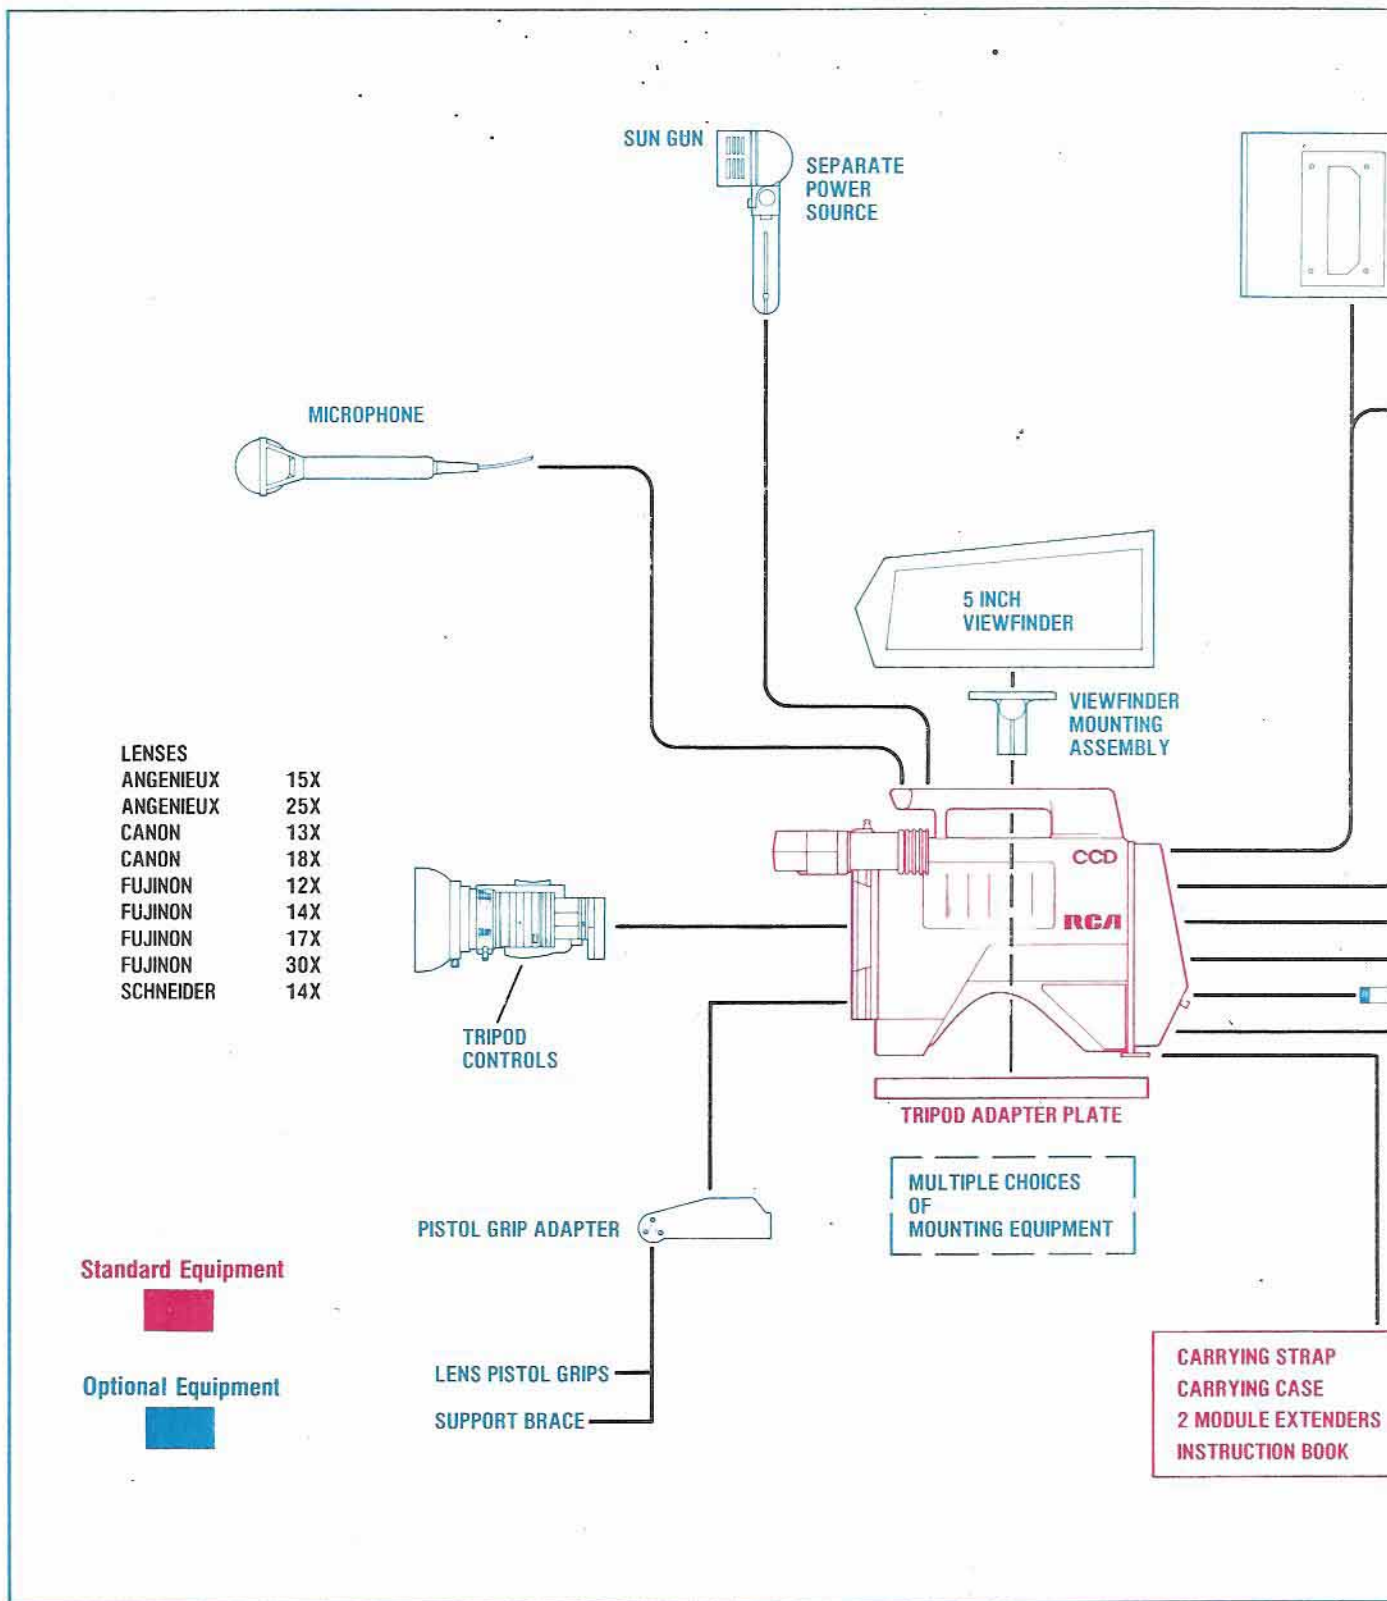 SUN GUN
SEPARATE
POWER
SOURCE
MICROPHONE
5 INCH
VIEWFINDER
VIEWFINDER
MOUNTING
ASSEMBLY
LENSES
ANGENIEUX 15X
ANGENIEUX 25X
CANON 13X
CANON 18X
FUJINON 12X
FUJINON 14X
FUJINON 17X
FUJINON 30X
SCHNEIDER 14X
CCD
RCA
TRIPOD
CONTROLS
TRIPOD ADAPTER PLATE
MULTIPLE CHOICES
OF
MOUNTING EQUIPMENT
PISTOL GRIP ADAPTER
Standard Equipment
Optional Equipment
LENS PISTOL GRIPS
SUPPORT BRACE
CARRYING STRAP
CARRYING CASE
2 MODULE EXTENDERS
INSTRUCTION BOOK